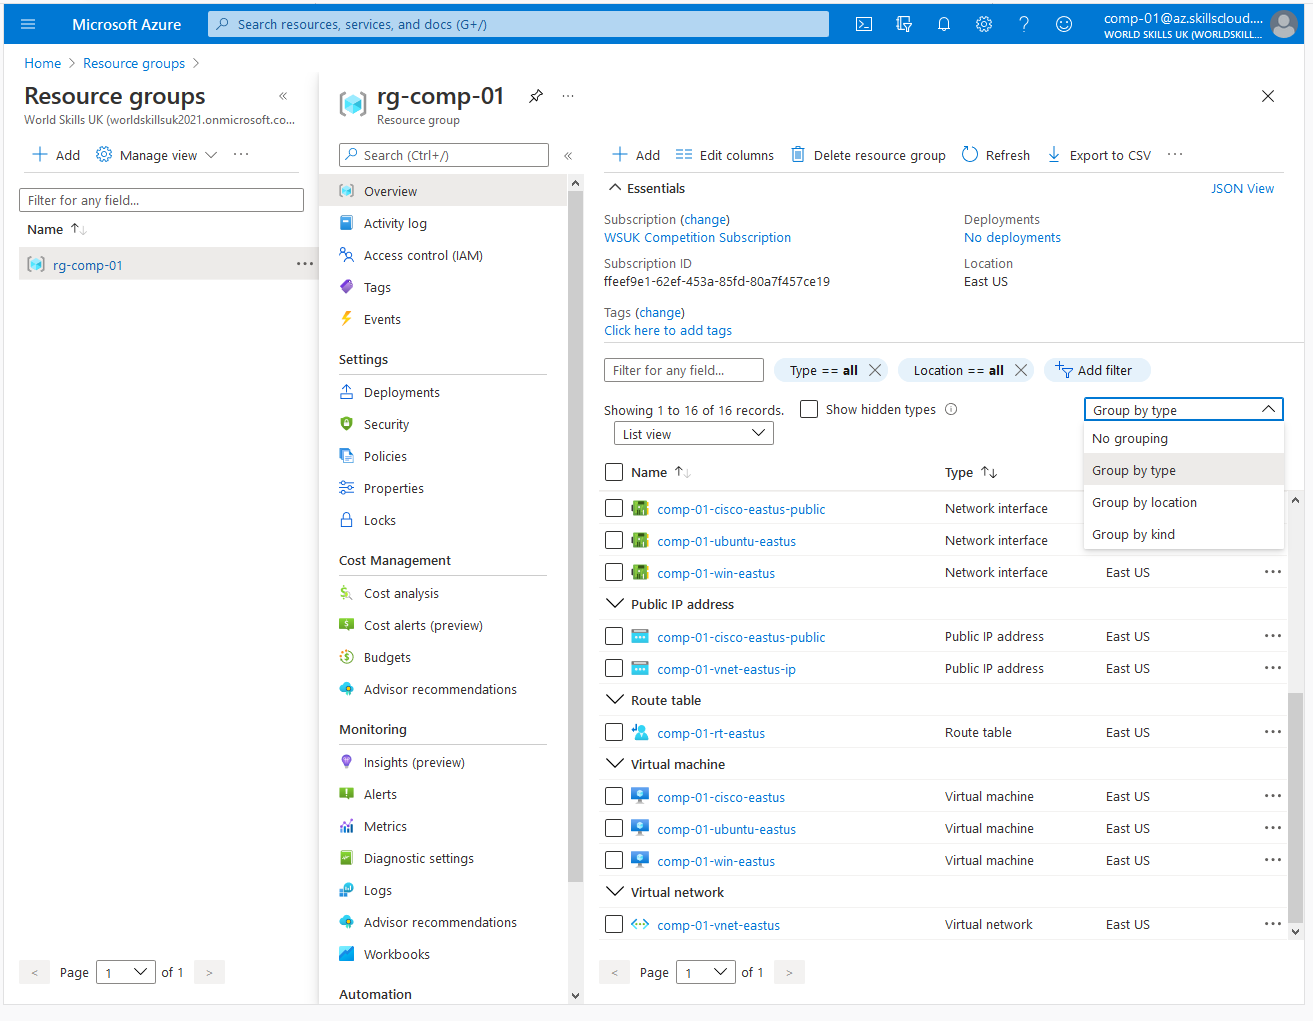 Microsoft Azure
Search resources, services, and docs (G+/)
comp-01@az.skillscloud....
WORLD SKILLS UK (WORLDSKILL...
Home > Resource groups >
Resource groups
World Skills UK (worldskillsuk2021.onmicrosoft.co...
Add Manage view ...
Filter for any field...
Name
rg-comp-01
< Page 1 of 1 >
rg-comp-01
Resource group
Search (Ctrl+/)
Overview
Activity log
Access control (IAM)
Tags
Events
Settings
Deployments
Security
Policies
Properties
Locks
Cost Management
Cost analysis
Cost alerts (preview)
Budgets
Advisor recommendations
Monitoring
Insights (preview)
Alerts
Metrics
Diagnostic settings
Logs
Advisor recommendations
Workbooks
Automation
Add Edit columns Delete resource group Refresh Export to CSV ...
Essentials JSON View
Subscription (change)
WSUK Competition Subscription
Subscription ID
ffeef9e1-62ef-453a-85fd-80a7f457ce19
Deployments
No deployments
Location
East US
Tags (change)
Click here to add tags
Filter for any field... Type == all Location == all Add filter
Showing 1 to 16 of 16 records. Show hidden types
List view
Group by type
No grouping
Group by type
Group by location
Group by kind
Name Type
comp-01-cisco-eastus-public Network interface
comp-01-ubuntu-eastus Network interface
comp-01-win-eastus Network interface East US
Public IP address
comp-01-cisco-eastus-public Public IP address East US
comp-01-vnet-eastus-ip Public IP address East US
Route table
comp-01-rt-eastus Route table East US
Virtual machine
comp-01-cisco-eastus Virtual machine East US
comp-01-ubuntu-eastus Virtual machine East US
comp-01-win-eastus Virtual machine East US
Virtual network
comp-01-vnet-eastus Virtual network East US
< Page 1 of 1 >